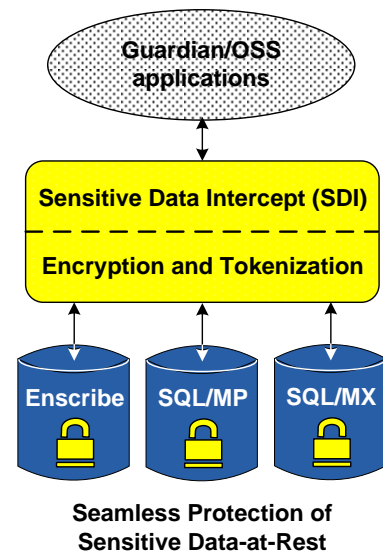 Guardian/OSS
applications
Sensitive Data Intercept (SDI)
Encryption and Tokenization
Enscribe
SQL/MP
SQL/MX
Seamless Protection of
Sensitive Data-at-Rest